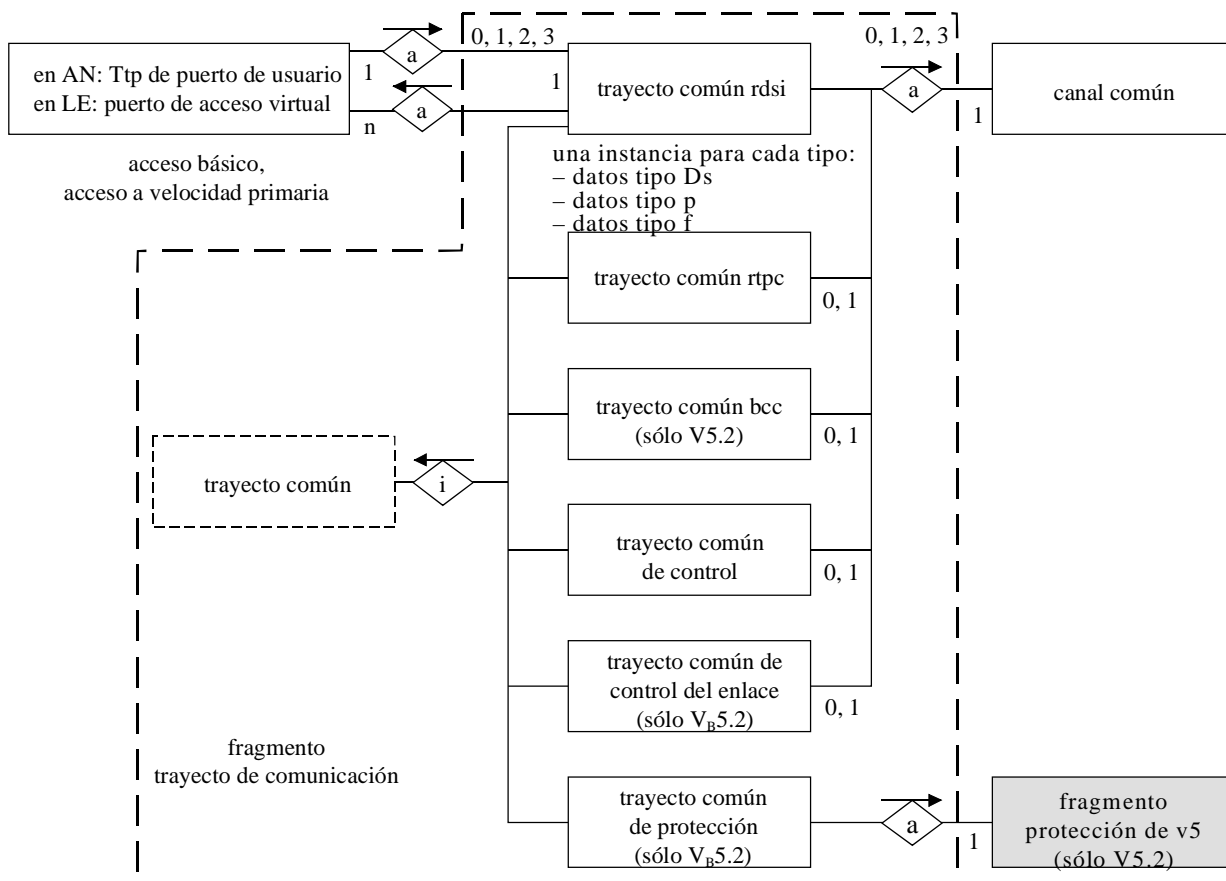 0, 1, 2, 3
0, 1, 2, 3
a
en AN: Ttp de puerto de usuario
en LE: puerto de acceso virtual
1
n
a
1
trayecto común rdsi
a
1
canal común
acceso básico,
acceso a velocidad primaria
una instancia para cada tipo:
– datos tipo Ds
– datos tipo p
– datos tipo f
trayecto común rtpc
0, 1
trayecto común bcc
(sólo V5.2)
0, 1
trayecto común
i
trayecto común
de control
0, 1
trayecto común de
control del enlace
(sólo VB5.2)
0, 1
fragmento
trayecto de comunicación
trayecto común
de protección
(sólo VB5.2)
a
1
fragmento
protección de v5
(sólo V5.2)